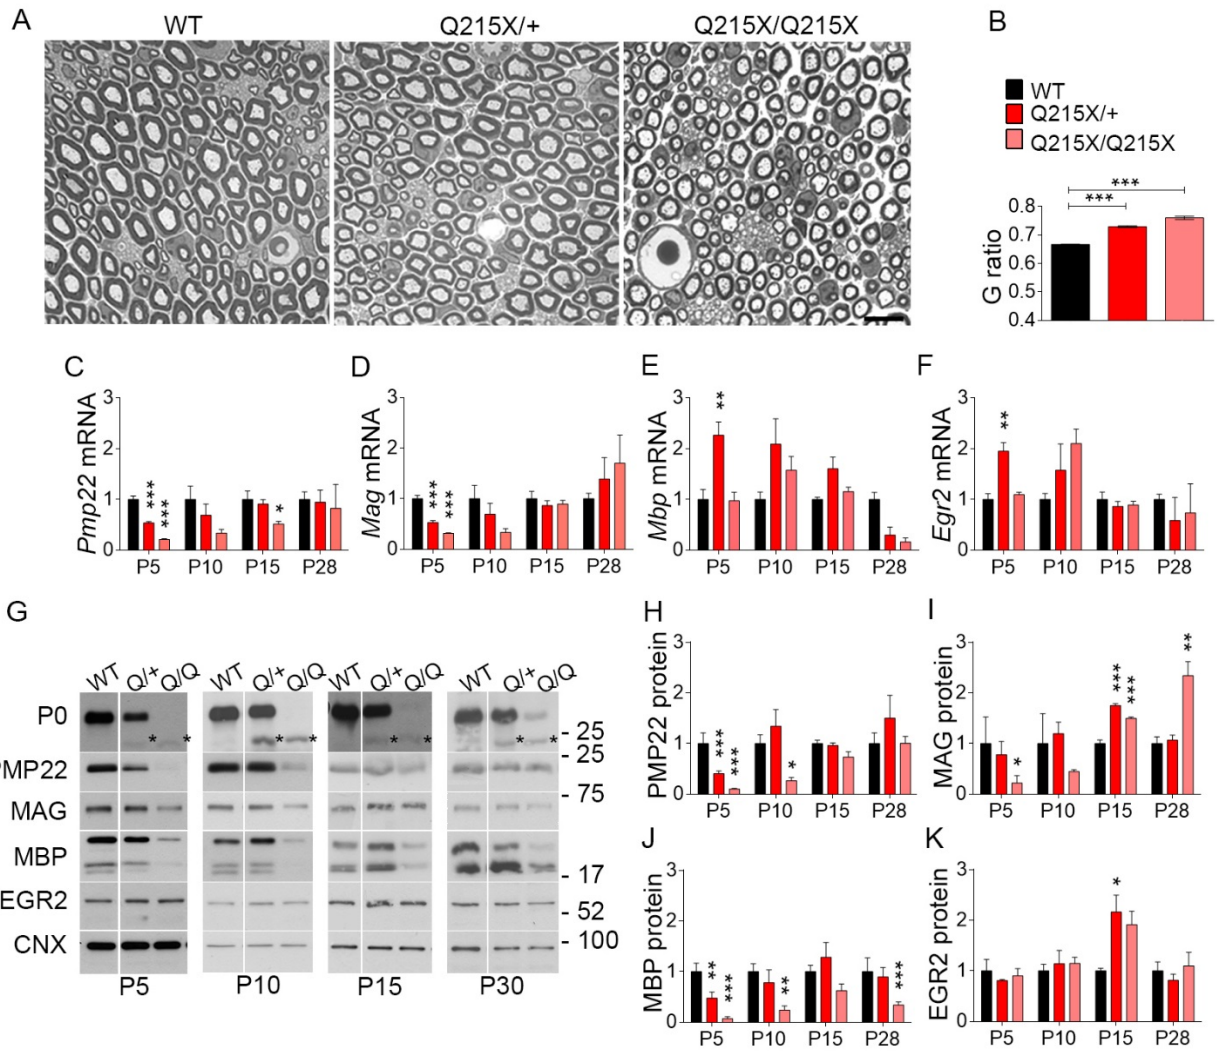 A
WT
Q215X/+
Q215X/Q215X
B
WT
Q215X/+
Q215X/Q215X
***
***
0.8
0.7
0.6
0.5
0.4
G ratio
C
Pmp22 mRNA
3
2
1
0
***
***
*
P5 P10 P15 P28
D
Mag mRNA
3
2
1
0
***
***
P5 P10 P15 P28
E
Mbp mRNA
3
2
1
0
**
P5 P10 P15 P28
F
Egr2 mRNA
3
2
1
0
**
P5 P10 P15 P28
G
WT Q/+ Q/Q WT Q/+ Q/Q WT Q/+ Q/Q WT Q/+ Q/Q
P0
* * * * * * * *
- 25
- 25
PMP22
- 75
MAG
MBP
- 17
EGR2
- 52
CNX
- 100
P5 P10 P15 P30
H
PMP22 protein
3
2
1
0
***
***
*
P5 P10 P15 P28
I
MAG protein
3
2
1
0
*
***
***
**
P5 P10 P15 P28
J
MBP protein
3
2
1
0
**
***
**
***
P5 P10 P15 P28
K
EGR2 protein
3
2
1
0
*
P5 P10 P15 P28